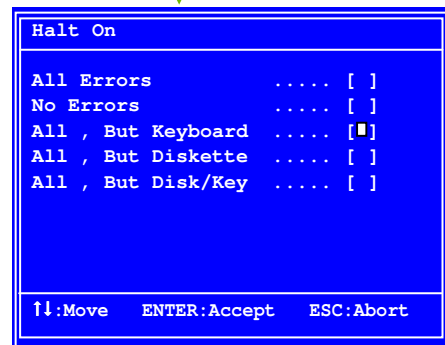 Halt On
All Errors ..... [ ]
No Errors ..... [ ]
All , But Keyboard ..... [■]
All , But Diskette ..... [ ]
All , But Disk/Key ..... [ ]
↑↓:Move ENTER:Accept ESC:Abort